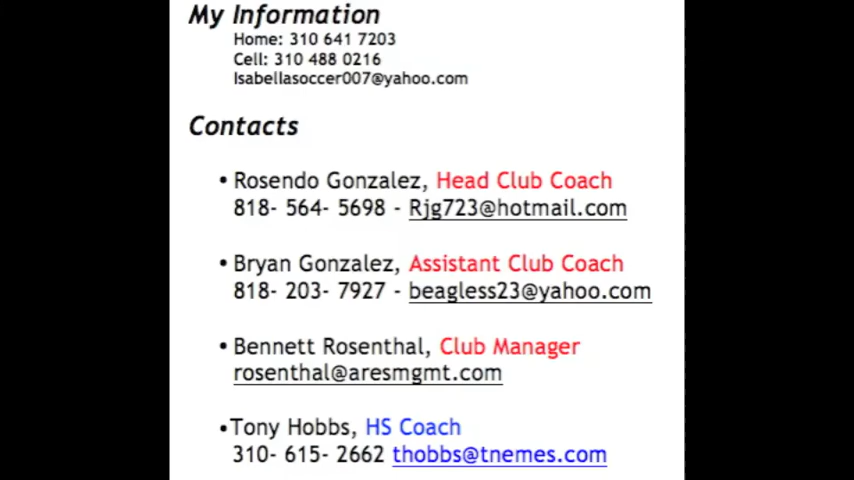 My Information
Home: 310 641 7203
Cell: 310 488 0216
Isabellasoccer007@yahoo.com
Contacts
• Rosendo Gonzalez, Head Club Coach
818- 564- 5698 - Rjg723@hotmail.com
• Bryan Gonzalez, Assistant Club Coach
818- 203- 7927 - beagless23@yahoo.com
• Bennett Rosenthal, Club Manager
rosenthal@aresmgmt.com
•Tony Hobbs, HS Coach
310- 615- 2662 thobbs@tnemes.com